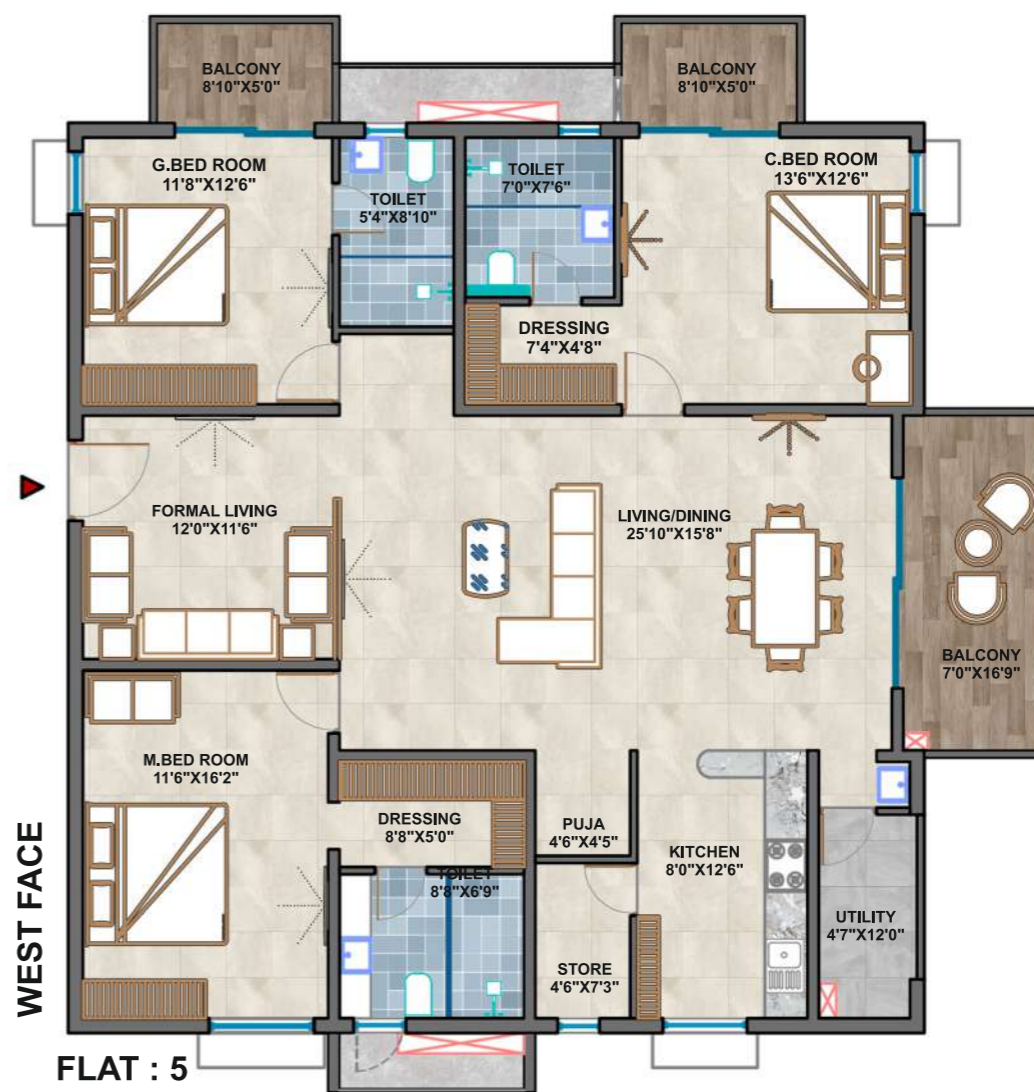 BALCONY
8'10"X5'0"
BALCONY
8'10"X5'0"
G.BED ROOM
11'8"X12'6"
TOILET
5'4"X8'10"
TOILET
7'0"X7'6"
C.BED ROOM
13'6"X12'6"
DRESSING
7'4"X4'8"
FORMAL LIVING
12'0"X11'6"
LIVING/DINING
25'10"X15'8"
BALCONY
7'0"X16'9"
M.BED ROOM
11'6"X16'2"
DRESSING
8'8"X5'0"
PUJA
4'6"X4'5"
KITCHEN
8'0"X12'6"
TOILET
8'8"X6'9"
UTILITY
4'7"X12'0"
STORE
4'6"X7'3"
WEST FACE
FLAT : 5